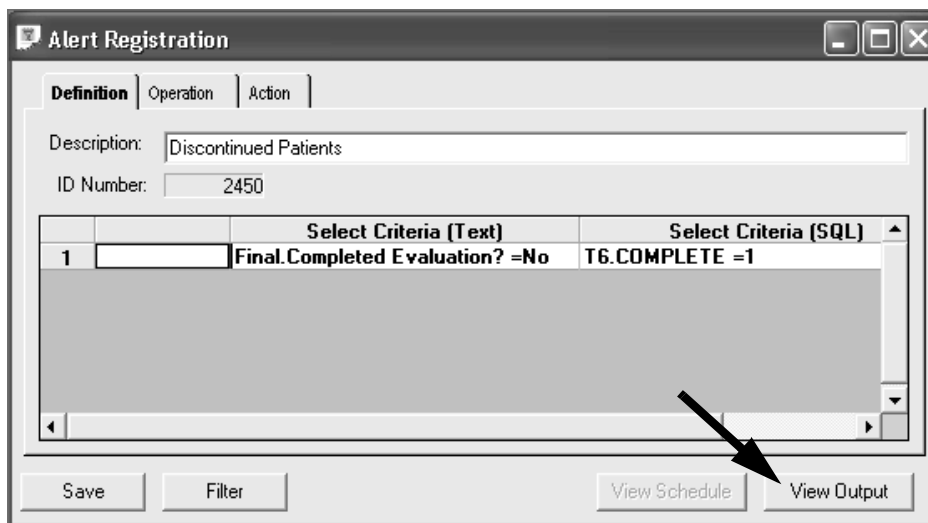 Alert Registration
Definition Operation Action
Description: Discontinued Patients
ID Number: 2450
Select Criteria (Text) Select Criteria (SQL)
1 Final.Completed Evaluation? =No T6.COMPLETE =1
Save Filter View Schedule View Output